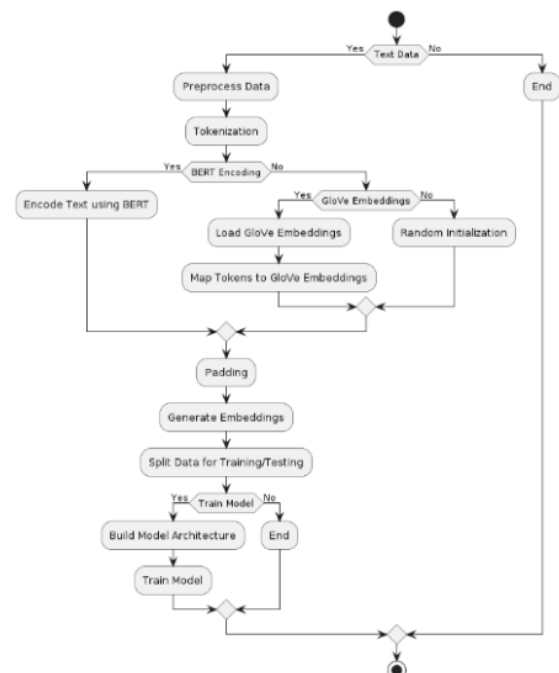 Yes Text Data No
Preprocess Data
End
Tokenization
Yes BERT Encoding No
Encode Text using BERT
Yes GloVe Embeddings No
Load GloVe Embeddings
Random Initialization
Map Tokens to GloVe Embeddings
Padding
Generate Embeddings
Split Data for Training/Testing
Yes Train Model No
Build Model Architecture
End
Train Model